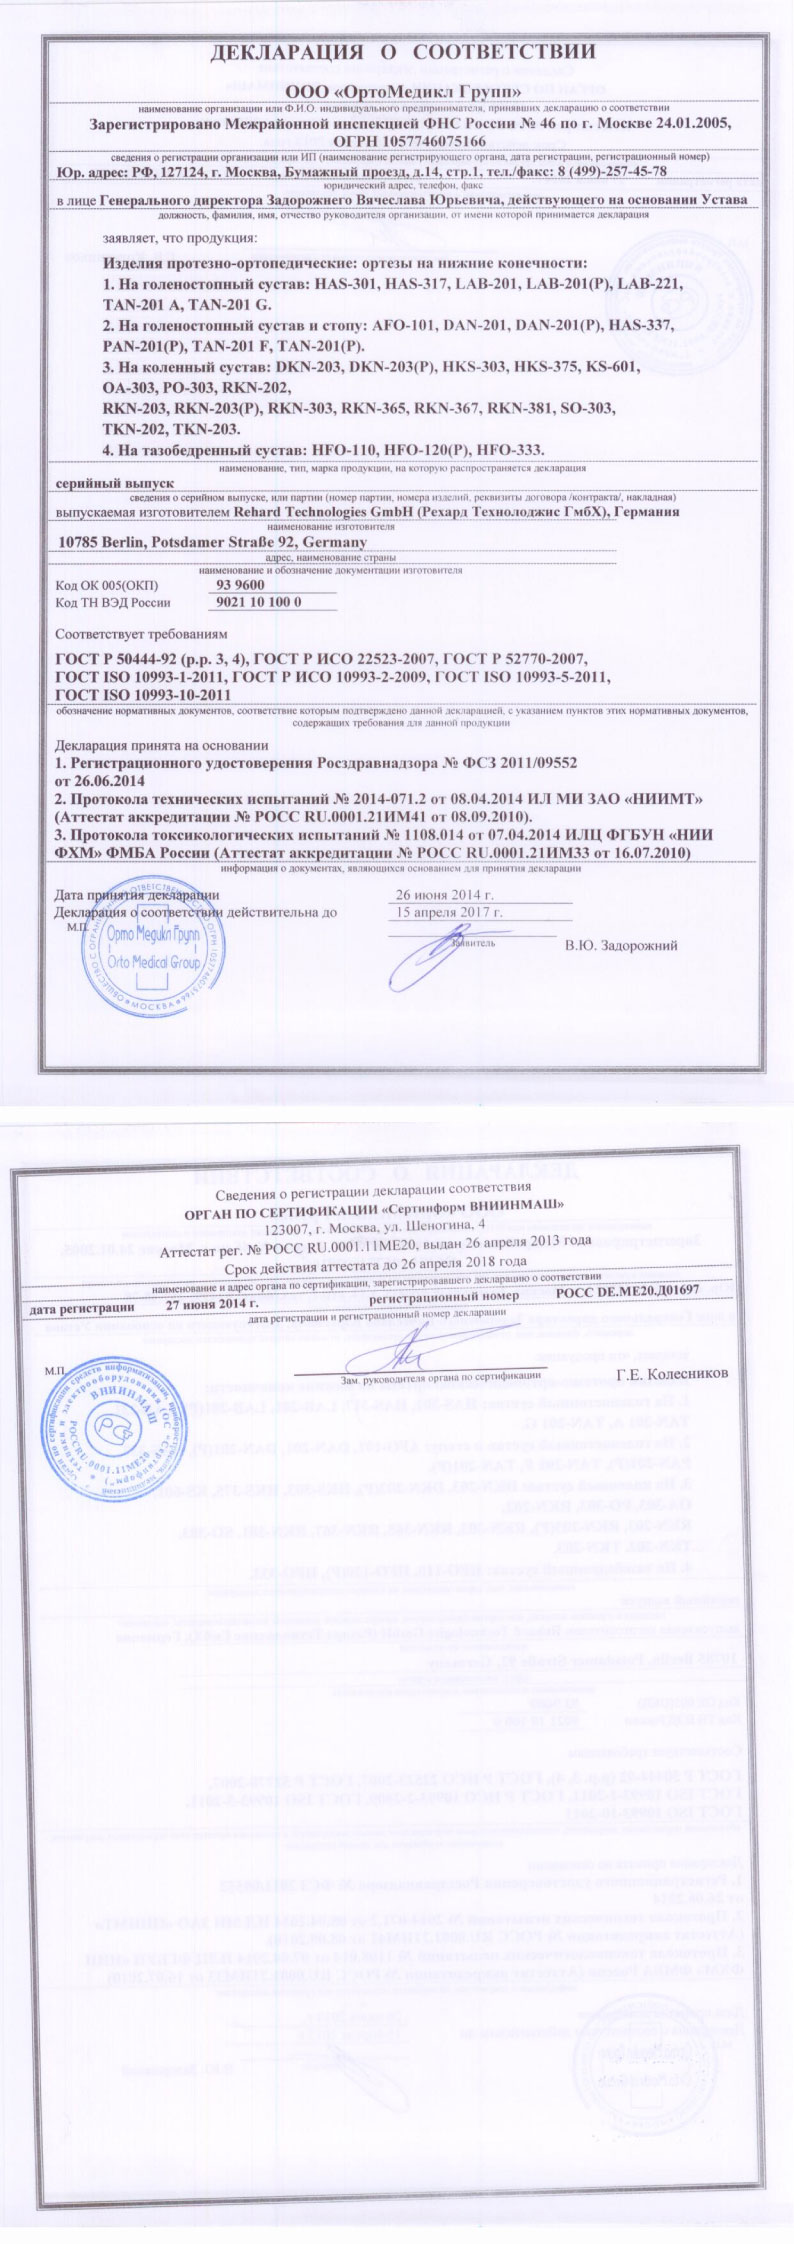 ДЕКЛАРАЦИЯ О СООТВЕТСТВИИ
ООО «ОртоМедикл Групп»
наименование организации или Ф.И.О. индивидуального предпринимателя, принявших декларацию о соответствии
Зарегистрировано Межрайонной инспекцией ФНС России № 46 по г. Москве 24.01.2005,
ОГРН 1057746075166
сведения о регистрации организации или ИП (наименование регистрирующего органа, дата регистрации, регистрационный номер)
Юр. адрес: РФ, 127124, г. Москва, Бумажный проезд, д.14, стр.1, тел./факс: 8 (499)-257-45-78
юридический адрес, телефон, факс
в лице Генерального директора Задорожнего Вячеслава Юрьевича, действующего на основании Устава
должность, фамилия, имя, отчество руководителя организации, от имени которой принимается декларация
заявляет, что продукция:
Изделия протезно-ортопедические: ортезы на нижние конечности:
1. На голеностопный сустав: HAS-301, HAS-317, LAB-201, LAB-201(P), LAB-221,
TAN-201 A, TAN-201 G.
2. На голеностопный сустав и стопу: AFO-101, DAN-201, DAN-201(P), HAS-337,
PAN-201(P), TAN-201 F, TAN-201(P).
3. На коленный сустав: DKN-203, DKN-203(P), HKS-303, HKS-375, KS-601,
OA-303, PO-303, RKN-202,
RKN-203, RKN-203(P), RKN-303, RKN-365, RKN-367, RKN-381, SO-303,
TKN-202, TKN-203.
4. На тазобедренный сустав: HFO-110, HFO-120(P), HFO-333.
наименование, тип, марка продукции, на которую распространяется декларация
серийный выпуск
сведения о серийном выпуске, или партии (номер партии, номера изделий, реквизиты договора /контракта/, накладная)
выпускаемая изготовителем Rehard Technologies GmbH (Рехард Технолоджис ГмбХ), Германия
наименование изготовителя
10785 Berlin, Potsdamer Straße 92, Germany
адрес, наименование страны
наименование и обозначение документации изготовителя
Код ОК 005(ОКП) 93 9600
Код ТН ВЭД России 9021 10 100 0
Соответствует требованиям
ГОСТ Р 50444-92 (р.р. 3, 4), ГОСТ Р ИСО 22523-2007, ГОСТ Р 52770-2007,
ГОСТ ISO 10993-1-2011, ГОСТ Р ИСО 10993-2-2009, ГОСТ ISO 10993-5-2011,
ГОСТ ISO 10993-10-2011
обозначение нормативных документов, соответствие которым подтверждено данной декларацией, с указанием пунктов этих нормативных документов,
содержащих требования для данной продукции
Декларация принята на основании
1. Регистрационного удостоверения Росздравнадзора № ФСЗ 2011/09552
от 26.06.2014
2. Протокола технических испытаний № 2014-071.2 от 08.04.2014 ИЛ МИ ЗАО «НИИМТ»
(Аттестат аккредитации № РОСС RU.0001.21ИМ41 от 08.09.2010).
3. Протокола токсикологических испытаний № 1108.014 от 07.04.2014 ИЛЦ ФГБУН «НИИ
ФХМ» ФМБА России (Аттестат аккредитации № РОСС RU.0001.21ИМ33 от 16.07.2010)
информация о документах, являющихся основанием для принятия декларации
Дата принятия декларации 26 июня 2014 г.
Декларация о соответствии действительна до 15 апреля 2017 г.
М.П.
Заявитель В.Ю. Задорожний
ОБЩЕСТВО С ОГРАНИЧЕННОЙ ОТВЕТСТВЕННОСТЬЮ ОГРН 1057746075166 МОСКВА
Орто Медикл Групп
Orto Medical Group
Сведения о регистрации декларации соответствия
ОРГАН ПО СЕРТИФИКАЦИИ «Сертинформ ВНИИНМАШ»
123007, г. Москва, ул. Шеногина, 4
Аттестат рег. № РОСС RU.0001.11МЕ20, выдан 26 апреля 2013 года
Срок действия аттестата до 26 апреля 2018 года
наименование и адрес органа по сертификации, зарегистрировавшего декларацию о соответствии
дата регистрации 27 июня 2014 г. регистрационный номер РОСС DE.МЕ20.Д01697
дата регистрации и регистрационный номер декларации
М.П.
Зам. руководителя органа по сертификации Г.Е. Колесников
ВНИИНМАШ
РОСС RU.0001.11МЕ20